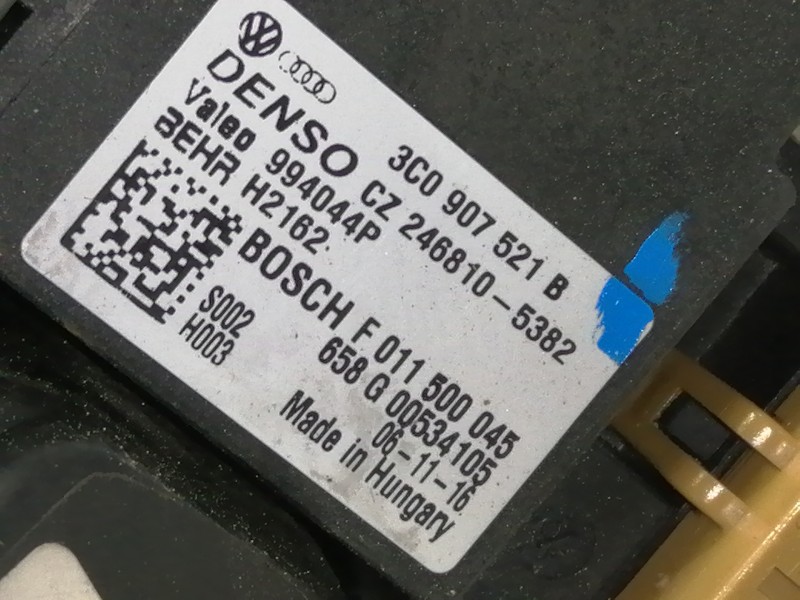 3C0 907 521 B
DENSO CZ 246810-5382
Valeo 994044P
BEHR H2162
BOSCH F 011 500 045
S002 658 G 00534105
H003 06-11-16
Made in Hungary